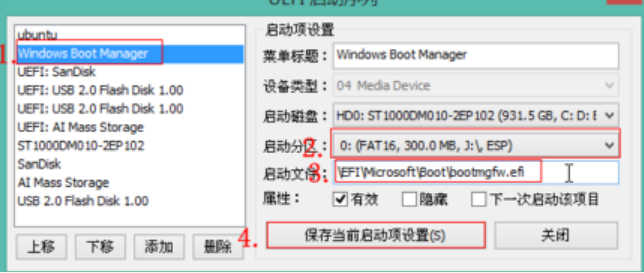 UEFI 启动序列
ubuntu
Windows Boot Manager
UEFI: SanDisk
UEFI: USB 2.0 Flash Disk 1.00
UEFI: USB 2.0 Flash Disk 1.00
UEFI: AI Mass Storage
ST1000DM010-2EP102
SanDisk
AI Mass Storage
USB 2.0 Flash Disk 1.00
1.
上移 下移 添加 删除
启动项设置
菜单标题： Windows Boot Manager
设备类型： 04 Media Device
启动磁盘： HD0: ST1000DM010-2EP102 (931.5 GB, C: D: E
启动分区： 0: (FAT16, 300.0 MB, J:\, ESP)
2.
启动文件： \EFI\Microsoft\Boot\bootmgfw.efi
3.
属性： 有效 隐藏 下一次启动该项目
4.
保存当前启动项设置(S) 关闭